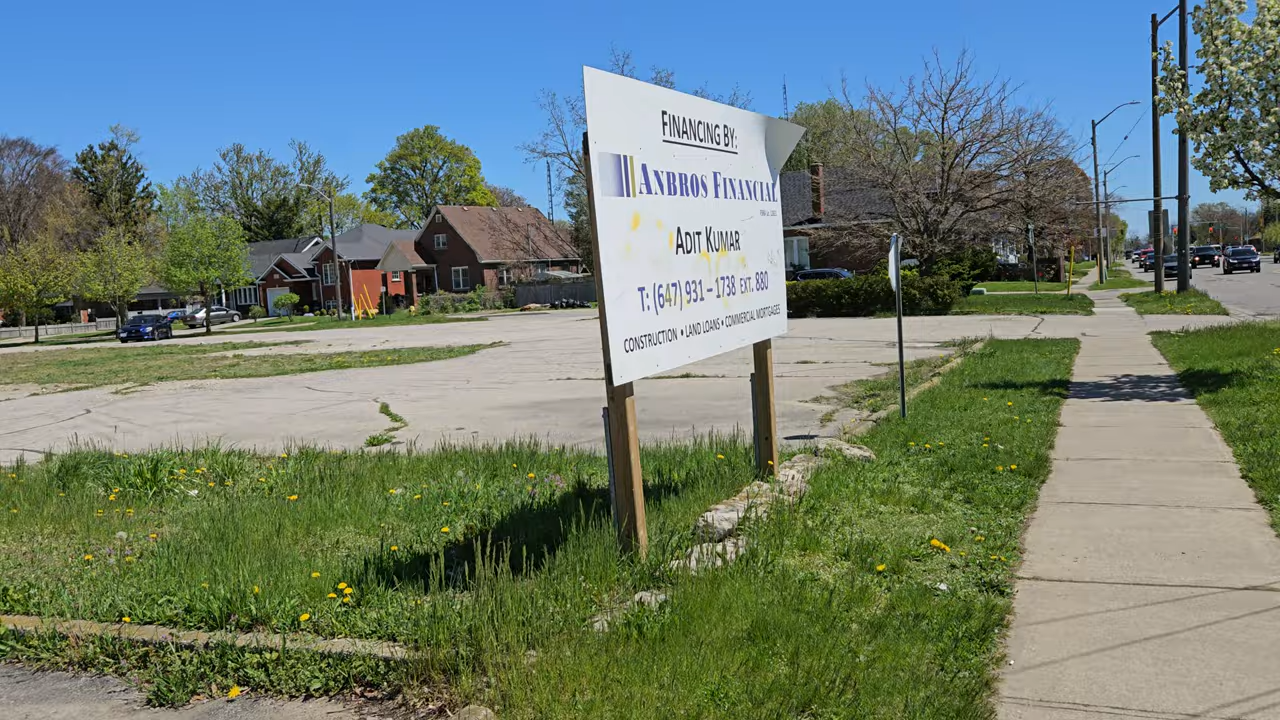 FINANCING BY:
ANBROS FINANCIAL
ADIT KUMAR
T: (647) 931 – 1738 EXT. 880
CONSTRUCTION • LAND LOANS • COMMERCIAL MORTGAGES